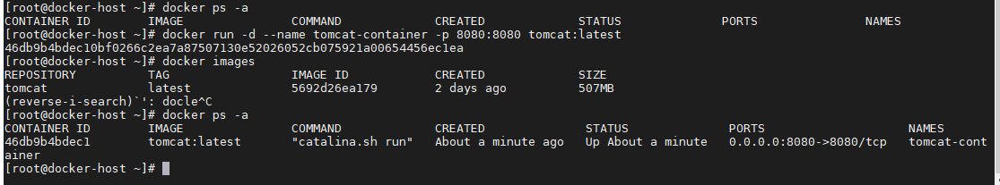 [root@docker-host ~]# docker ps -a
CONTAINER ID        IMAGE               COMMAND             CREATED             STATUS              PORTS               NAMES
[root@docker-host ~]# docker run -d --name tomcat-container -p 8080:8080 tomcat:latest
46db9b4bdec10bf0266c2ea7a87507130e52026052cb075921a00654456ec1ea
[root@docker-host ~]# docker images
REPOSITORY          TAG                 IMAGE ID            CREATED             SIZE
tomcat              latest              5692d26ea179        2 days ago          507MB
(reverse-i-search)`': docle^C
[root@docker-host ~]# docker ps -a
CONTAINER ID        IMAGE               COMMAND             CREATED              STATUS              PORTS                    NAMES
46db9b4bdec1        tomcat:latest       "catalina.sh run"   About a minute ago   Up About a minute   0.0.0.0:8080->8080/tcp   tomcat-cont
ainer
[root@docker-host ~]#